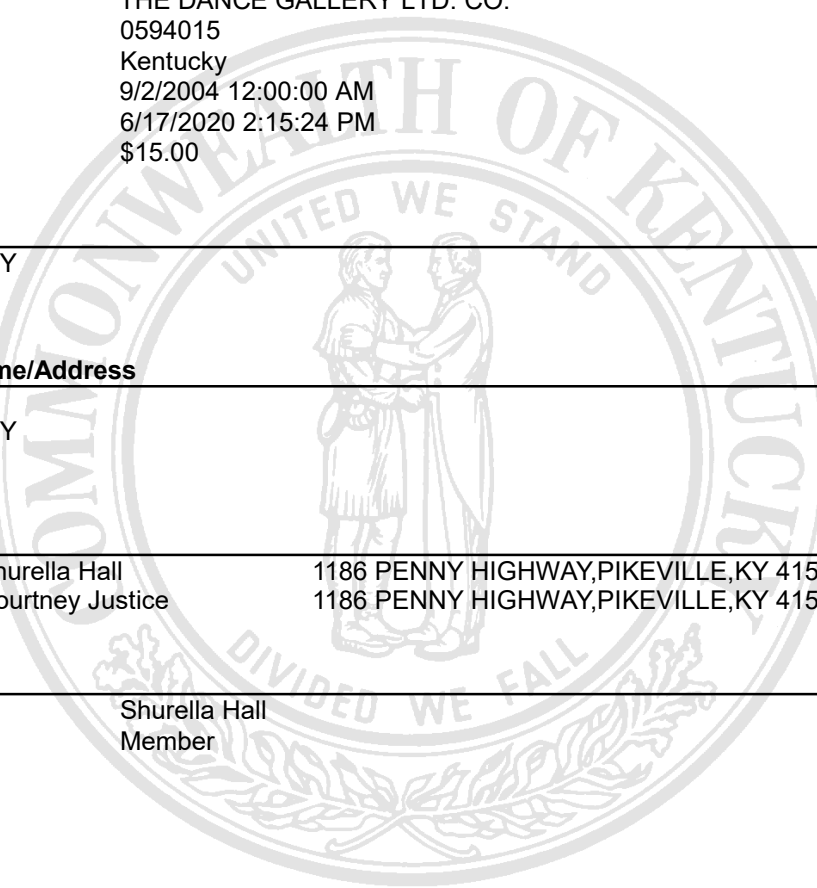 THE DANCE GALLERY LTD. CO.
0594015
Kentucky
9/2/2004 12:00:00 AM
6/17/2020 2:15:24 PM
$15.00
Y
me/Address
Y
hurella Hall 1186 PENNY HIGHWAY,PIKEVILLE,KY 415
ourtney Justice 1186 PENNY HIGHWAY,PIKEVILLE,KY 415
Shurella Hall
Member
COMMONWEALTH OF KENTUCKY
UNITED WE STAND
DIVIDED WE FALL